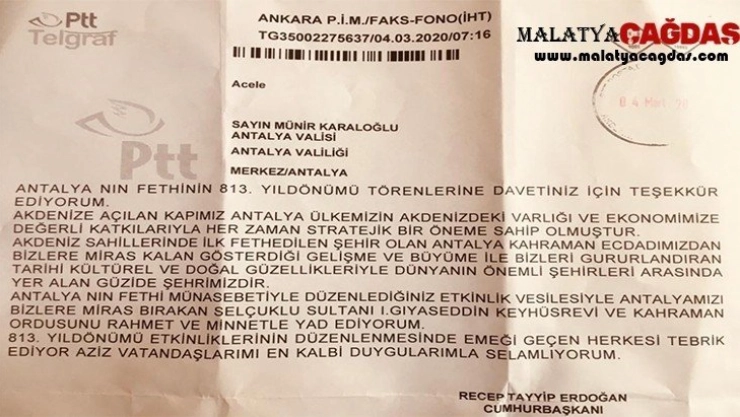 Ptt
Telgraf
ANKARA P.İ.M./FAKS-FONO(İHT)
TG35002275637/04.03.2020/07:16
MALATYAÇAĞDAŞ
www.malatyacagdas.com
Acele
04 Mart
SAYIN MÜNİR KARALOĞLU
ANTALYA VALİSİ
ANTALYA VALİLİĞİ
MERKEZ/ANTALYA
Ptt
ANTALYA NIN FETHİNİN 813. YILDÖNÜMÜ TÖRENLERİNE DAVETİNİZ İÇİN TEŞEKKÜR
EDİYORUM.
AKDENİZE AÇILAN KAPIMIZ ANTALYA ÜLKEMİZİN AKDENİZDEKİ VARLIĞI VE EKONOMİMİZE
DEĞERLİ KATKILARIYLA HER ZAMAN STRATEJİK BİR ÖNEME SAHİP OLMUŞTUR.
AKDENİZ SAHİLLERİNDE İLK FETHEDİLEN ŞEHİR OLAN ANTALYA KAHRAMAN ECDADIMIZDAN
BİZLERE MİRAS KALAN GÖSTERDİĞİ GELİŞME VE BÜYÜME İLE BİZLERİ GURURLANDIRAN
TARİHİ KÜLTÜREL VE DOĞAL GÜZELLİKLERİYLE DÜNYANIN ÖNEMLİ ŞEHİRLERİ ARASINDA
YER ALAN GÜZİDE ŞEHRİMİZDİR.
ANTALYA NIN FETHİ MÜNASEBETİYLE DÜZENLEDİĞİNİZ ETKİNLİK VESİLESİYLE ANTALYAMIZI
BİZLERE MİRAS BIRAKAN SELÇUKLU SULTANI I.GIYASEDDİN KEYHÜSREVİ VE KAHRAMAN
ORDUSUNU RAHMET VE MİNNETLE YAD EDİYORUM.
813. YILDÖNÜMÜ ETKİNLİKLERİNİN DÜZENLENMESİNDE EMEĞİ GEÇEN HERKESİ TEBRİK
EDİYOR AZİZ VATANDAŞLARIMI EN KALBİ DUYGULARIMLA SELAMLIYORUM.
RECEP TAYYİP ERDOĞAN
CUMHURBAŞKANI